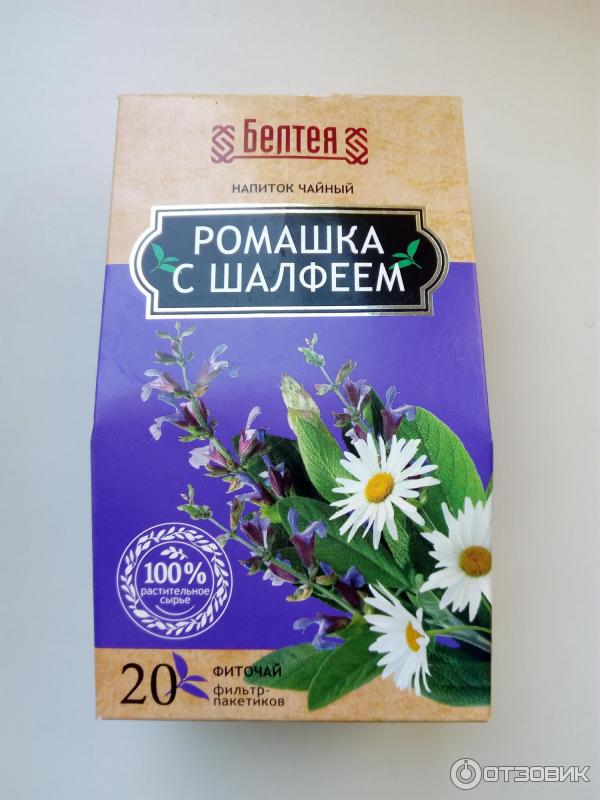 Белтея
НАПИТОК ЧАЙНЫЙ
РОМАШКА
С ШАЛФЕЕМ
100%
растительное
сырье
20
ФИТОЧАЙ
фильтр-
пакетиков
ОТЗОВИК